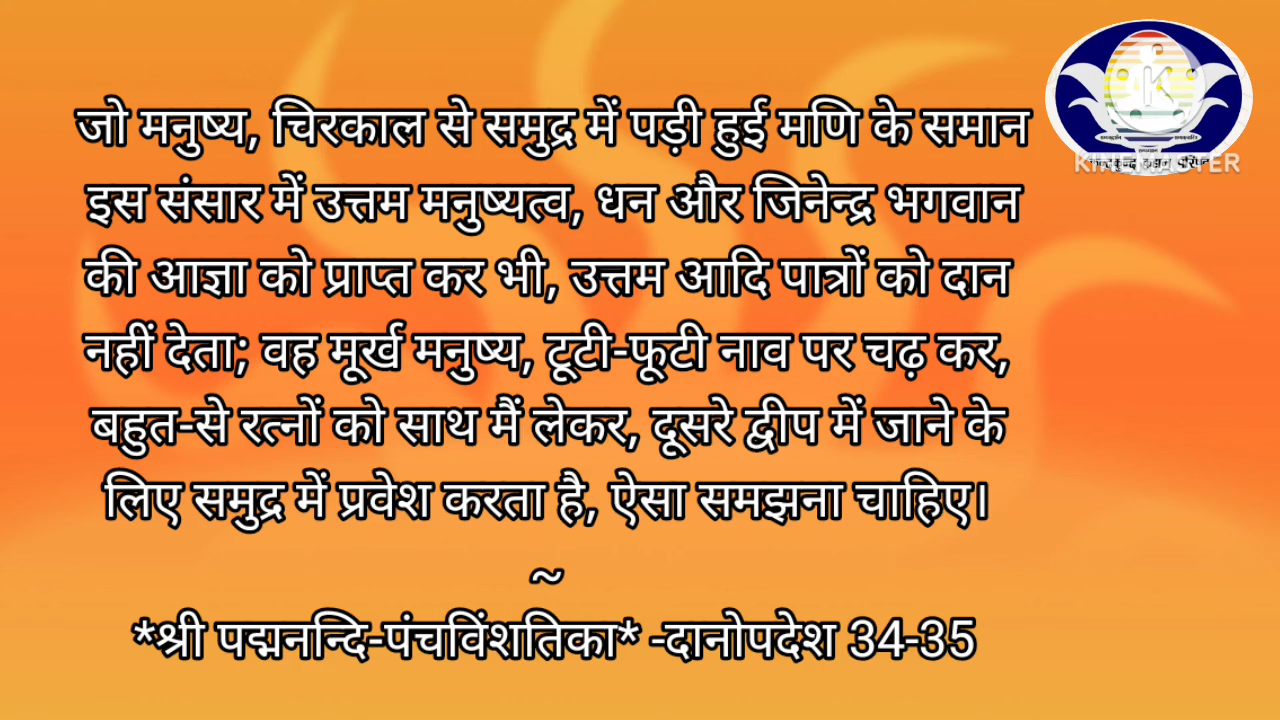 जो मनुष्य, चिरकाल से समुद्र में पड़ी हुई मणि के समान
इस संसार में उत्तम मनुष्यत्व, धन और जिनेन्द्र भगवान
की आज्ञा को प्राप्त कर भी, उत्तम आदि पात्रों को दान
नहीं देता; वह मूर्ख मनुष्य, टूटी-फूटी नाव पर चढ़ कर,
बहुत-से रत्नों को साथ मैं लेकर, दूसरे द्वीप में जाने के
लिए समुद्र में प्रवेश करता है, ऐसा समझना चाहिए।
~
*श्री पद्मनन्दि-पंचविंशतिका* -दानोपदेश 34-35
KINEMASTER